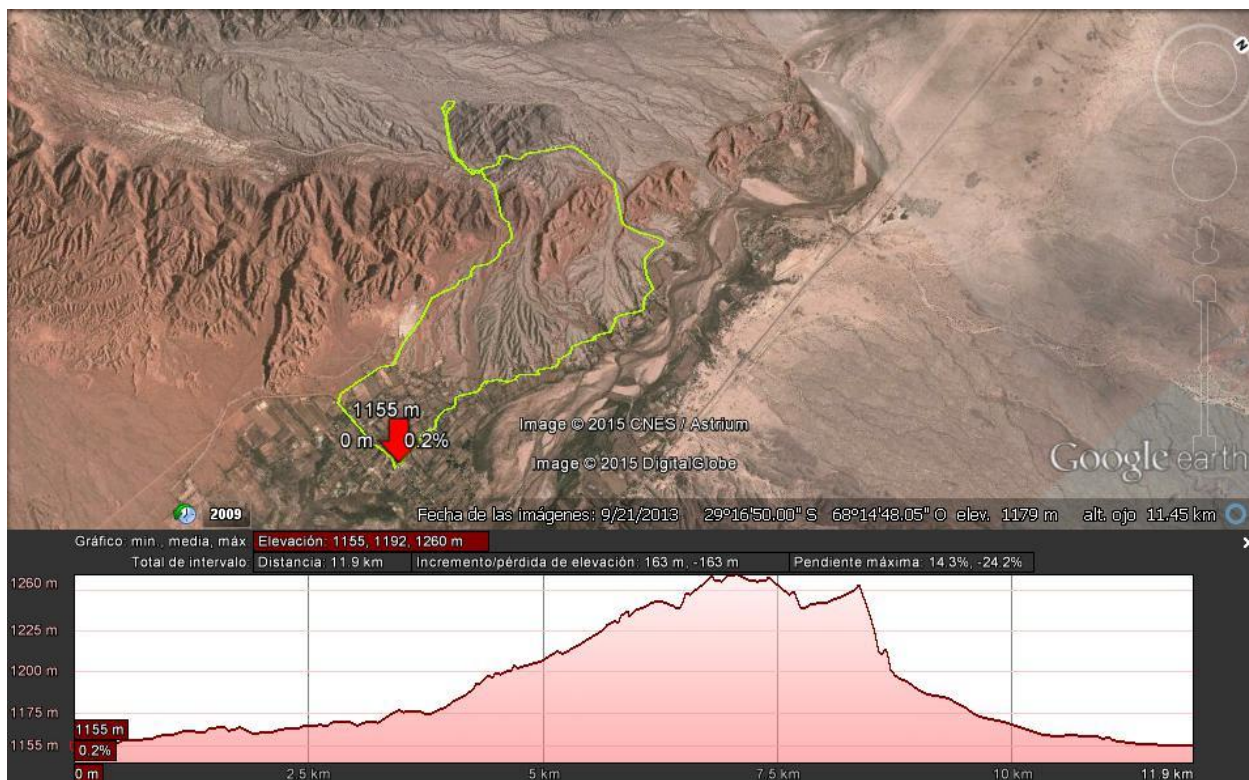 N
1155 m
0 m 0.2%
Image © 2015 CNES / Astrium
Image © 2015 DigitalGlobe
Google earth
2009 Fecha de las imágenes: 9/21/2013 29°16'50.00" S 68°14'48.05" O elev. 1179 m alt. ojo 11.45 km
Gráfico: min., media, máx Elevación: 1155, 1192, 1260 m
Total de intervalo: Distancia: 11.9 km Incremento/pérdida de elevación: 163 m, -163 m Pendiente máxima: 14.3%, -24.2%
1260 m
1225 m
1200 m
1175 m
1155 m
1155 m
0.2%
0 m 2.5 km 5 km 7.5 km 10 km 11.9 km